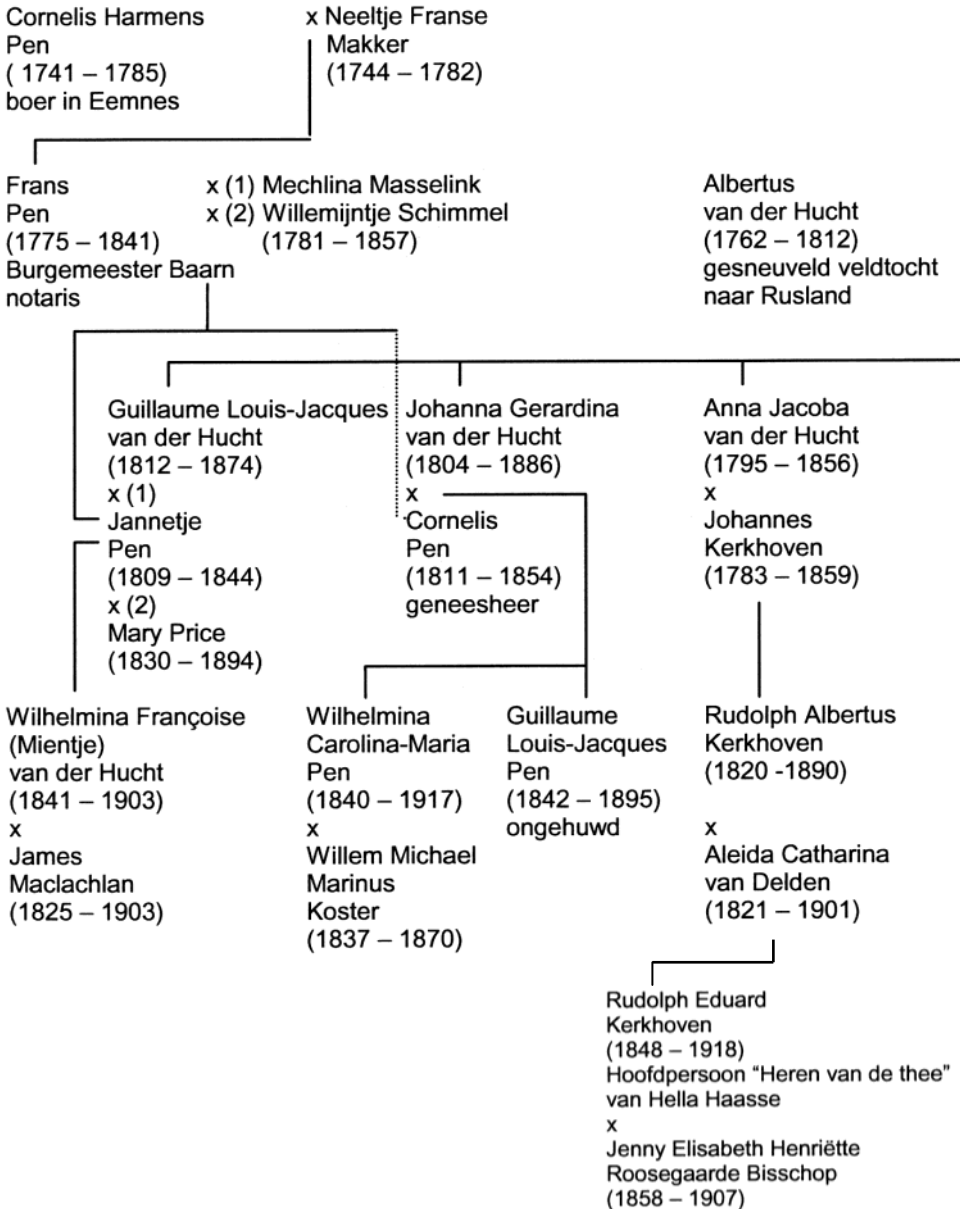 Cornelis Harmens
Pen
( 1741 – 1785)
boer in Eemnes
x Neeltje Franse
Makker
(1744 – 1782)
Frans
Pen
(1775 – 1841)
Burgemeester Baarn
notaris
x (1) Mechlina Masselink
x (2) Willemijntje Schimmel
(1781 – 1857)
Albertus
van der Hucht
(1762 – 1812)
gesneuveld veldtocht
naar Rusland
Guillaume Louis-Jacques
van der Hucht
(1812 – 1874)
x (1)
Jannetje
Pen
(1809 – 1844)
x (2)
Mary Price
(1830 – 1894)
Johanna Gerardina
van der Hucht
(1804 – 1886)
x
Cornelis
Pen
(1811 – 1854)
geneesheer
Anna Jacoba
van der Hucht
(1795 – 1856)
x
Johannes
Kerkhoven
(1783 – 1859)
Wilhelmina Françoise
(Mientje)
van der Hucht
(1841 – 1903)
x
James
Maclachlan
(1825 – 1903)
Wilhelmina
Carolina-Maria
Pen
(1840 – 1917)
x
Willem Michael
Marinus
Koster
(1837 – 1870)
Guillaume
Louis-Jacques
Pen
(1842 – 1895)
ongehuwd
Rudolph Albertus
Kerkhoven
(1820 -1890)
x
Aleida Catharina
van Delden
(1821 – 1901)
Rudolph Eduard
Kerkhoven
(1848 – 1918)
Hoofdpersoon “Heren van de thee”
van Hella Haasse
x
Jenny Elisabeth Henriëtte
Roosegaarde Bisschop
(1858 – 1907)